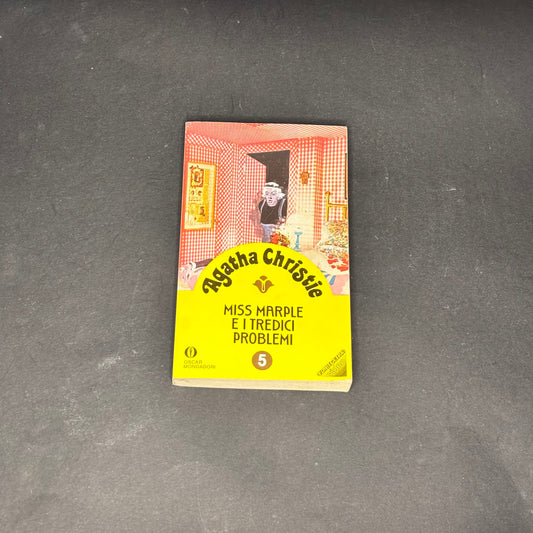 Agatha Christie
MISS MARPLE
E I TREDICI
PROBLEMI
5
OSCAR
MONDADORI